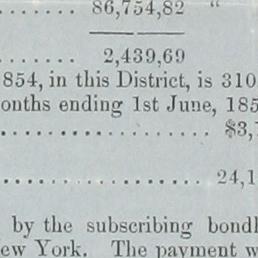 ....... 86,754,82 "
....... 2,439,69
854, in this District, is 310
onths ending 1st June, 185
.................... $3,
.................... 24,1
by the subscribing bondh
ew York. The payment w